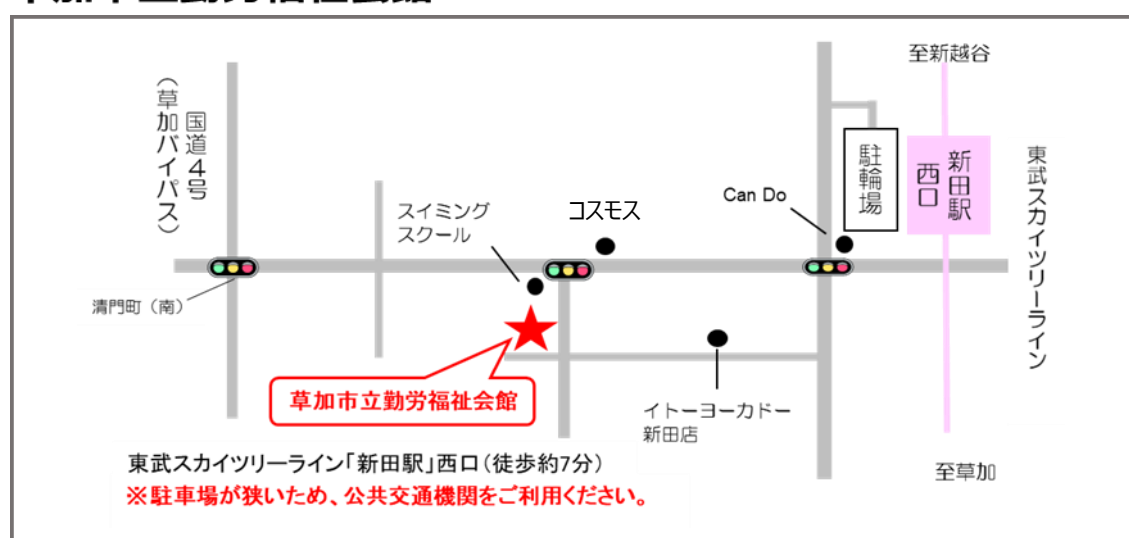 至新越谷
国道4号
（草加バイパス）
駐輪場
新田駅
西口
東武スカイツリーライン
スイミング
スクール
コスモス
Can Do
清門町（南）
草加市立勤労福祉会館
イトーヨーカドー
新田店
東武スカイツリーライン「新田駅」西口（徒歩約7分）
至草加
※駐車場が狭いため、公共交通機関をご利用ください。